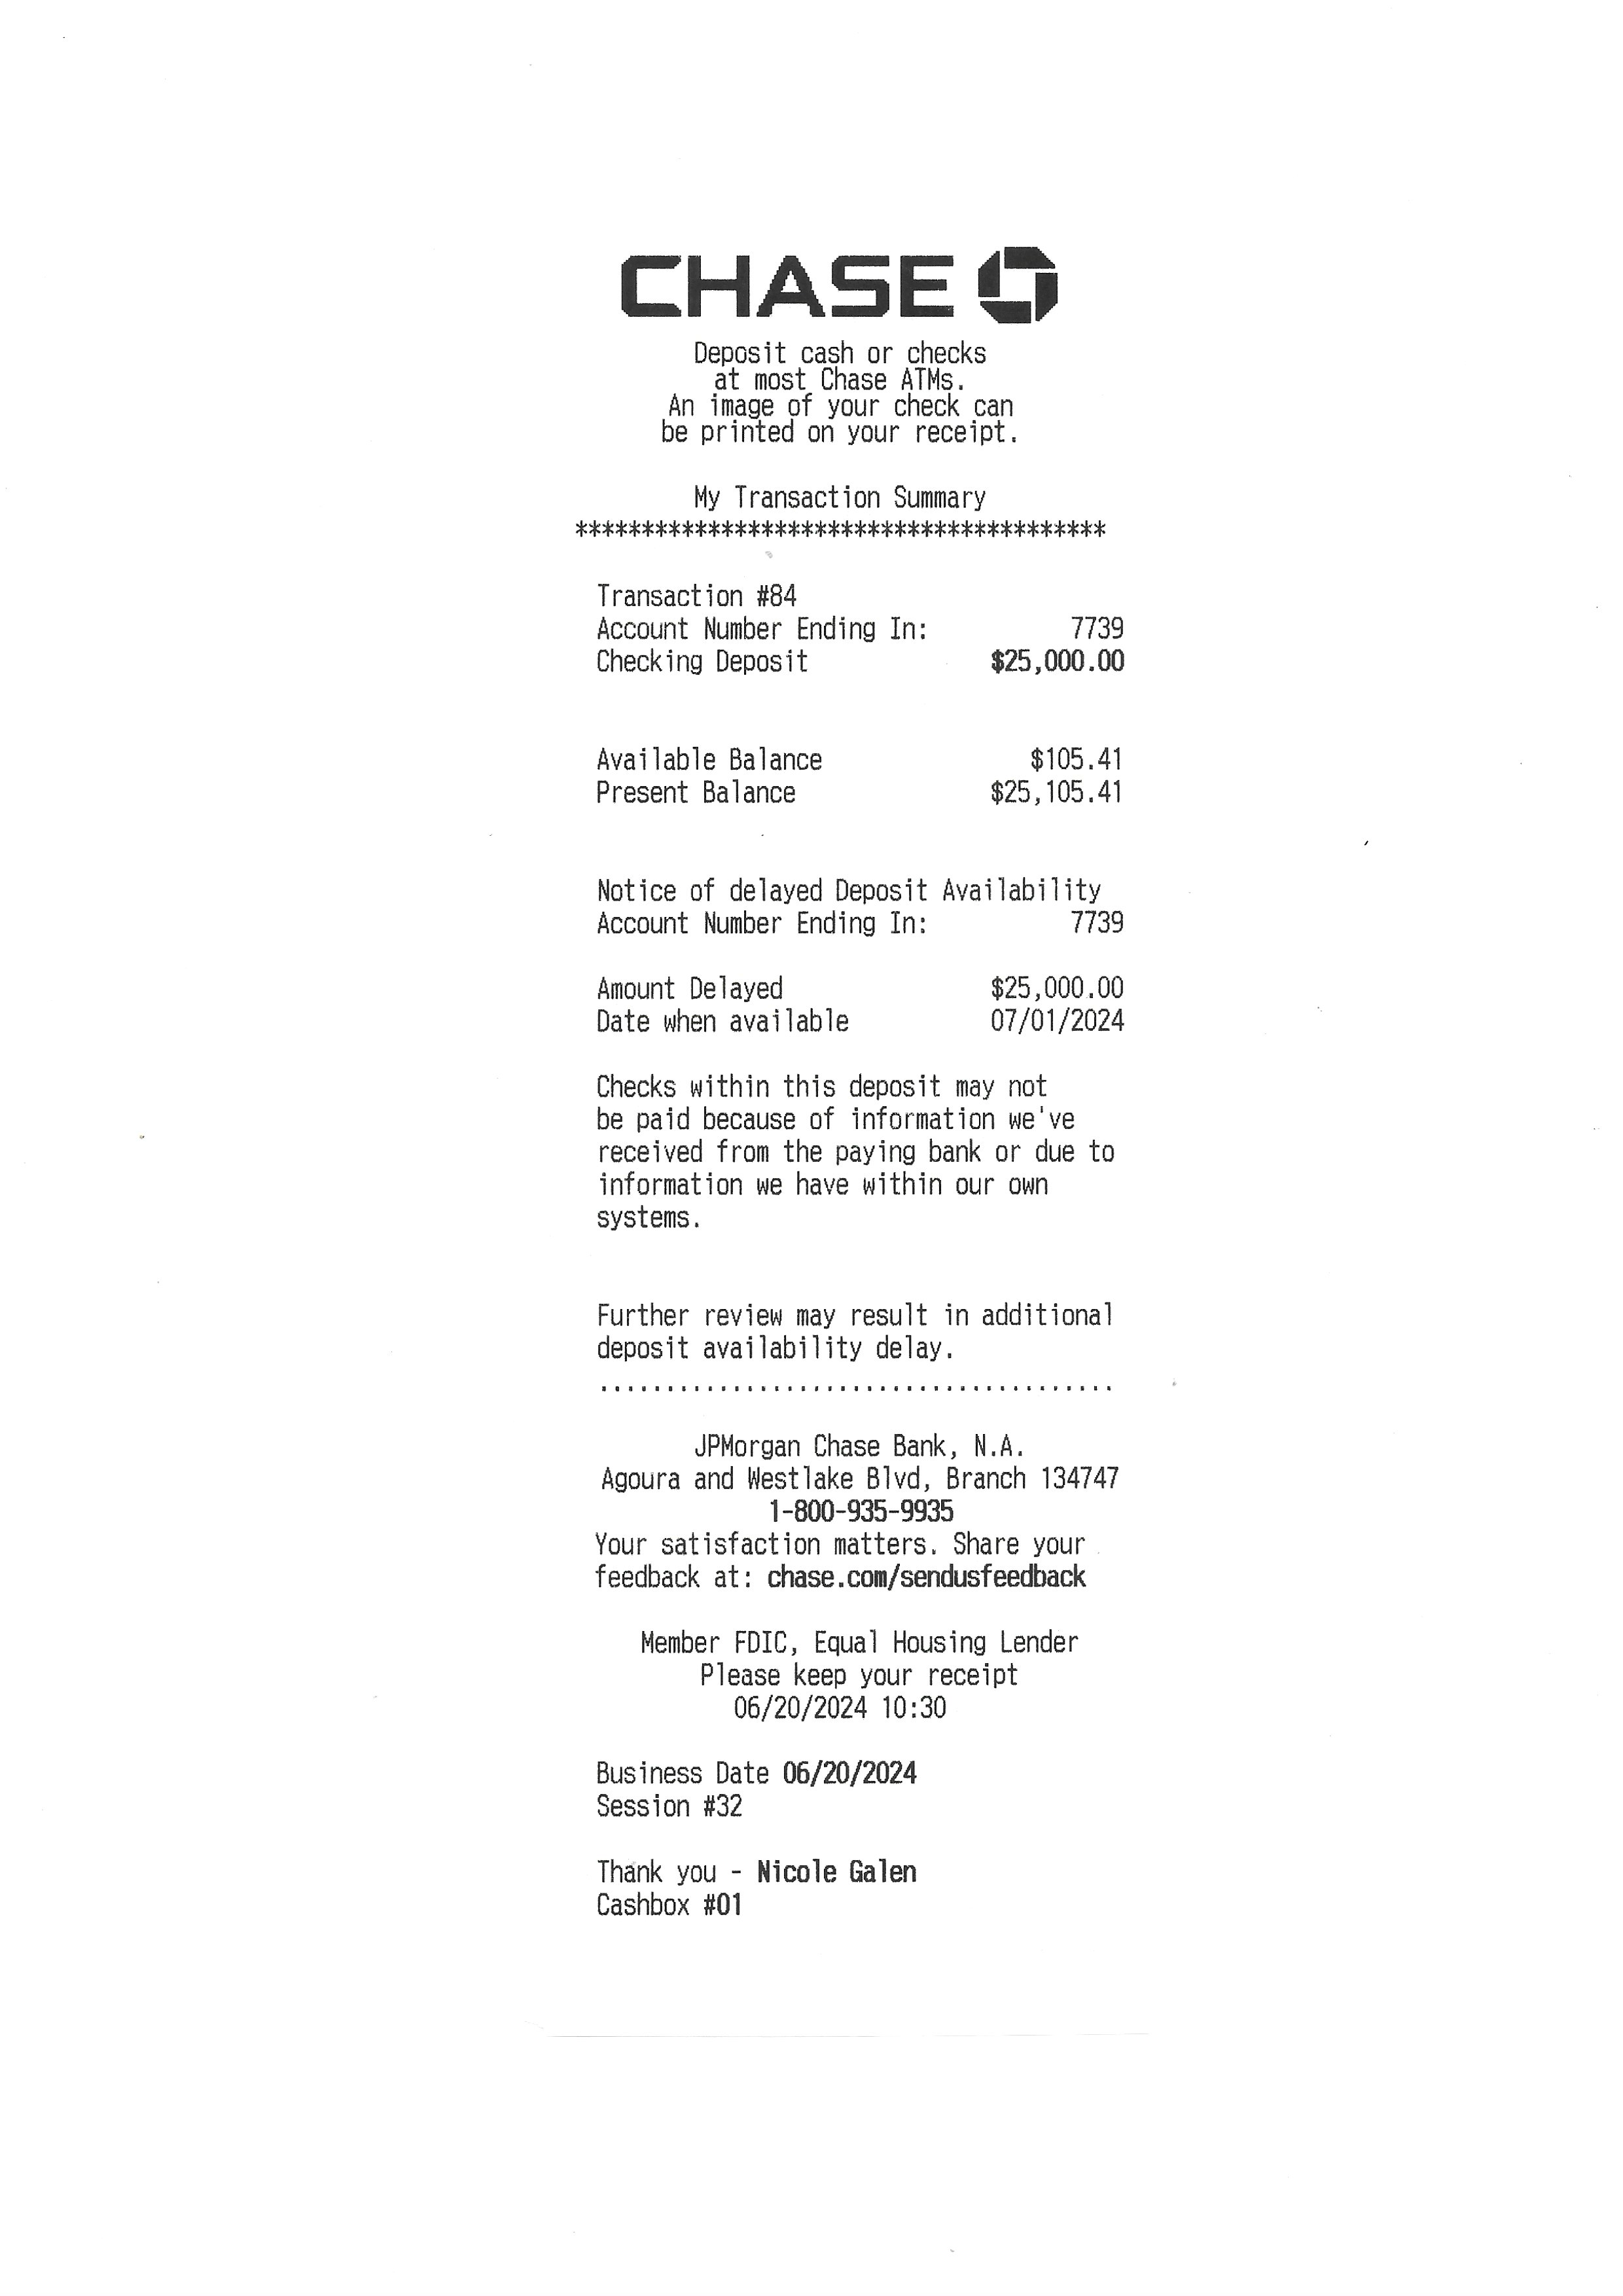 CHASE
Deposit cash or checks
at most Chase ATMs.
An image of your check can
be printed on your receipt.
My Transaction Summary
****************************************
Transaction #84
Account Number Ending In: 7739
Checking Deposit $25,000.00
Available Balance $105.41
Present Balance $25,105.41
Notice of delayed Deposit Availability
Account Number Ending In: 7739
Amount Delayed $25,000.00
Date when available 07/01/2024
Checks within this deposit may not
be paid because of information we've
received from the paying bank or due to
information we have within our own
systems.
Further review may result in additional
deposit availability delay.
.......................................
JPMorgan Chase Bank, N.A.
Agoura and Westlake Blvd, Branch 134747
1-800-935-9935
Your satisfaction matters. Share your
feedback at: chase.com/sendusfeedback
Member FDIC, Equal Housing Lender
Please keep your receipt
06/20/2024 10:30
Business Date 06/20/2024
Session #32
Thank you - Nicole Galen
Cashbox #01